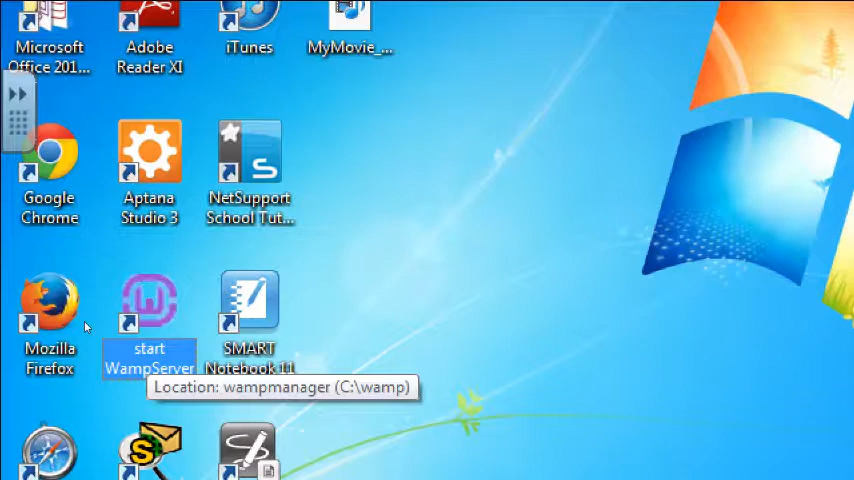 Microsoft
Office 201...
Adobe
Reader XI
iTunes
MyMovie_...
Google
Chrome
Aptana
Studio 3
NetSupport
School Tut...
Mozilla
Firefox
start
WampServer
SMART
Notebook 11
Location: wampmanager (C:\wamp)